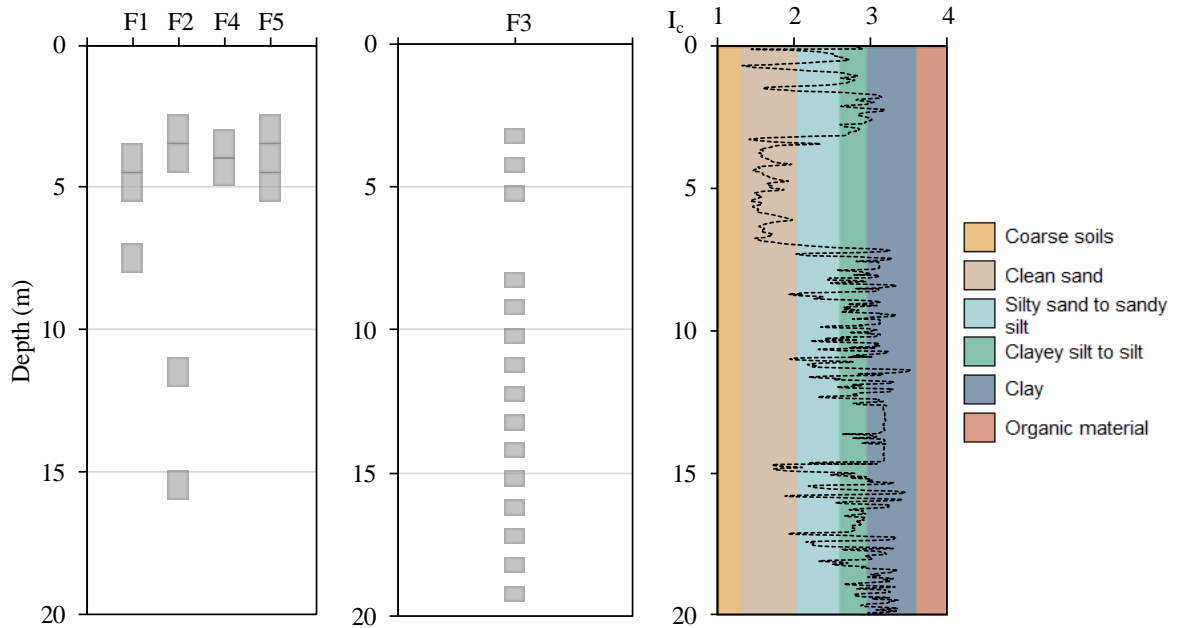 F1 F2 F4 F5
0
5
10
15
20
Depth (m)
F3
0
5
10
15
20
I_c 1 2 3 4
0
5
10
15
20
Coarse soils
Clean sand
Silty sand to sandy
silt
Clayey silt to silt
Clay
Organic material